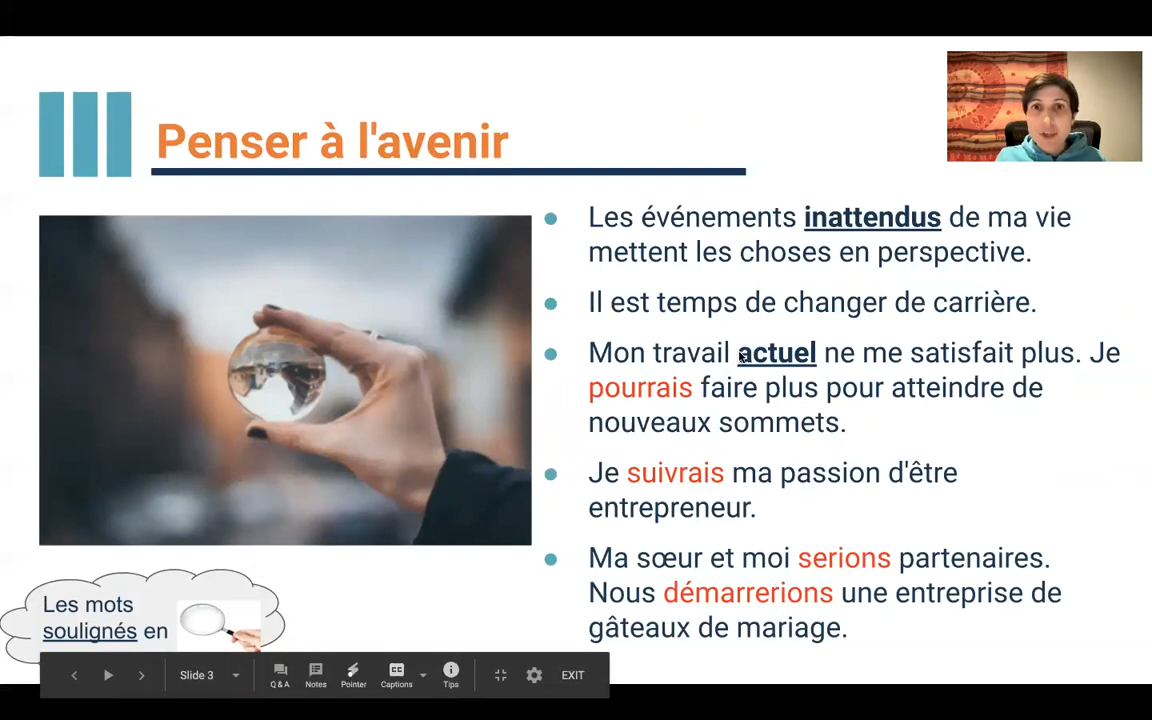 Penser à l'avenir
Les événements inattendus de ma vie
mettent les choses en perspective.
Il est temps de changer de carrière.
Mon travail actuel ne me satisfait plus. Je
pourrais faire plus pour atteindre de
nouveaux sommets.
Je suivrais ma passion d'être
entrepreneur.
Ma sœur et moi serions partenaires.
Nous démarrerions une entreprise de
gâteaux de mariage.
Les mots
soulignés en
Slide 3
Q & A
Notes
Pointer
Captions
Tips
EXIT